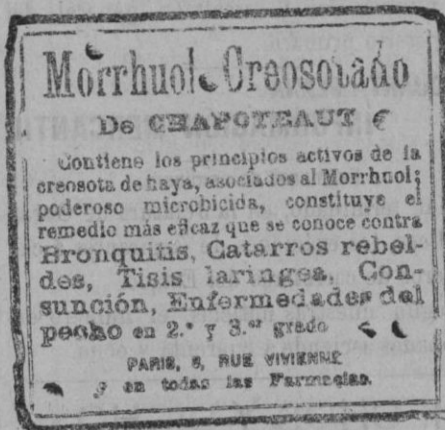 Morrhuol Creosotado
De CHAPOTEAUT
Contiene los principios activos de la
creosota de haya, asociados al Morrhuol;
poderoso microbicida, constituye el
remedio más eficaz que se conoce contra
Bronquitis, Catarros rebel-
des, Tisis laringea, Con-
sunción, Enfermedades del
pecho en 2.º y 3.er grado
PARIS, 8, RUE VIVIENNE
y en todas las Farmacias.